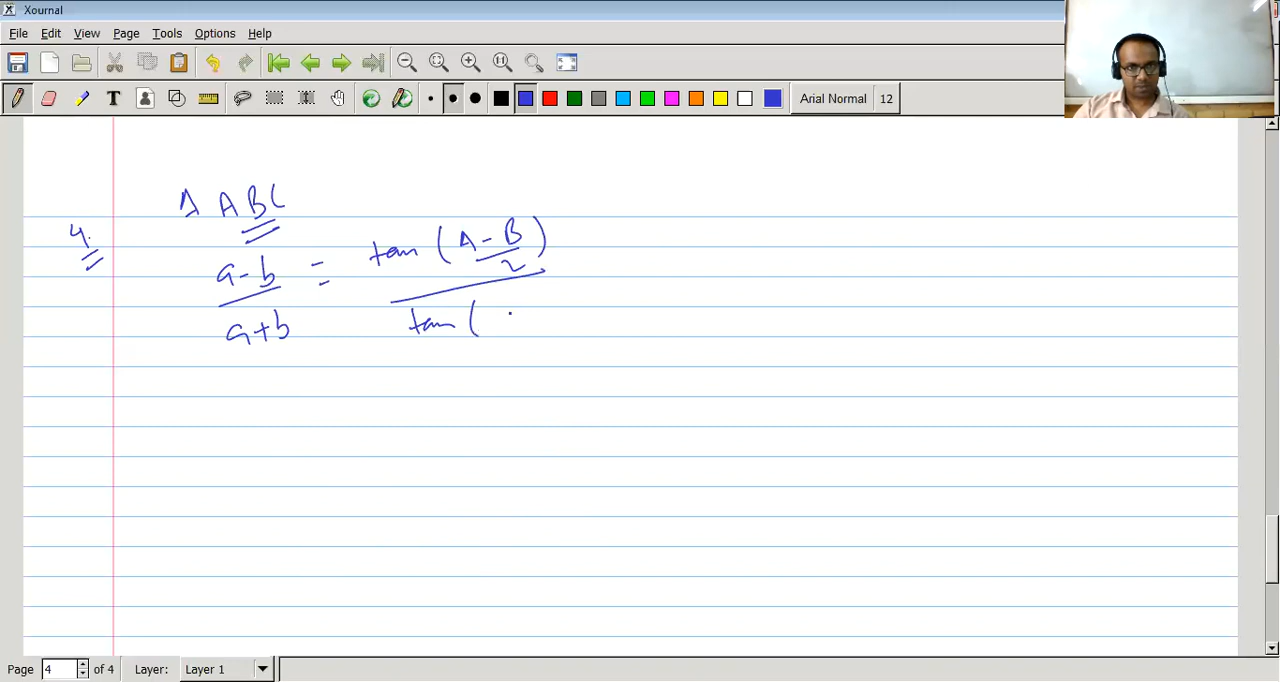 Xournal
File Edit View Page Tools Options Help
Arial Normal 12
Δ ABC
4.
a-b = tan (A-B/2)
a+b tan (
Page 4 of 4 Layer: Layer 1